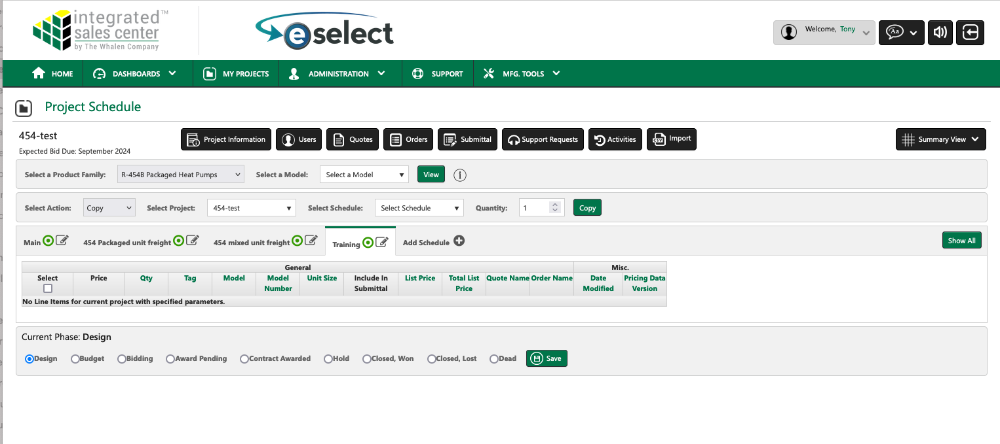 integrated™
sales center
by The Whalen Company
eselect
Welcome, Tony
Aa
HOME DASHBOARDS MY PROJECTS ADMINISTRATION SUPPORT MFG. TOOLS
Project Schedule
454-test
Expected Bid Due: September 2024
Project Information Users Quotes Orders Submittal Support Requests Activities Import Summary View
Select a Product Family: R-454B Packaged Heat Pumps Select a Model: Select a Model View i
Select Action: Copy Select Project: 454-test Select Schedule: Select Schedule Quantity: 1 Copy
Main 454 Packaged unit freight 454 mixed unit freight Training Add Schedule Show All
General Misc.
Select Price Qty Tag Model Model Unit Size Include In List Price Total List Quote Name Order Name Date Pricing Data
Number Submittal Price Modified Version
No Line Items for current project with specified parameters.
Current Phase: Design
Design Budget Bidding Award Pending Contract Awarded Hold Closed, Won Closed, Lost Dead Save